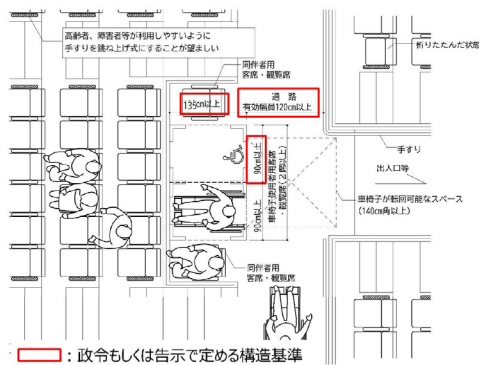 高齢者、障害者等が利用しやすいように
手すりを跳ね上げ式にすることが望ましい
同伴者用
客席・観覧席
折りたたんだ状態
135cm以上
通路
有効幅員120cm以上
手すり
出入口等
90cm以上
90cm以上
車椅子使用者用客席
・観覧席（２席以上）
車椅子が転回可能なスペース
（140cm角以上）
同伴者用
客席・観覧席
：政令もしくは告示で定める構造基準